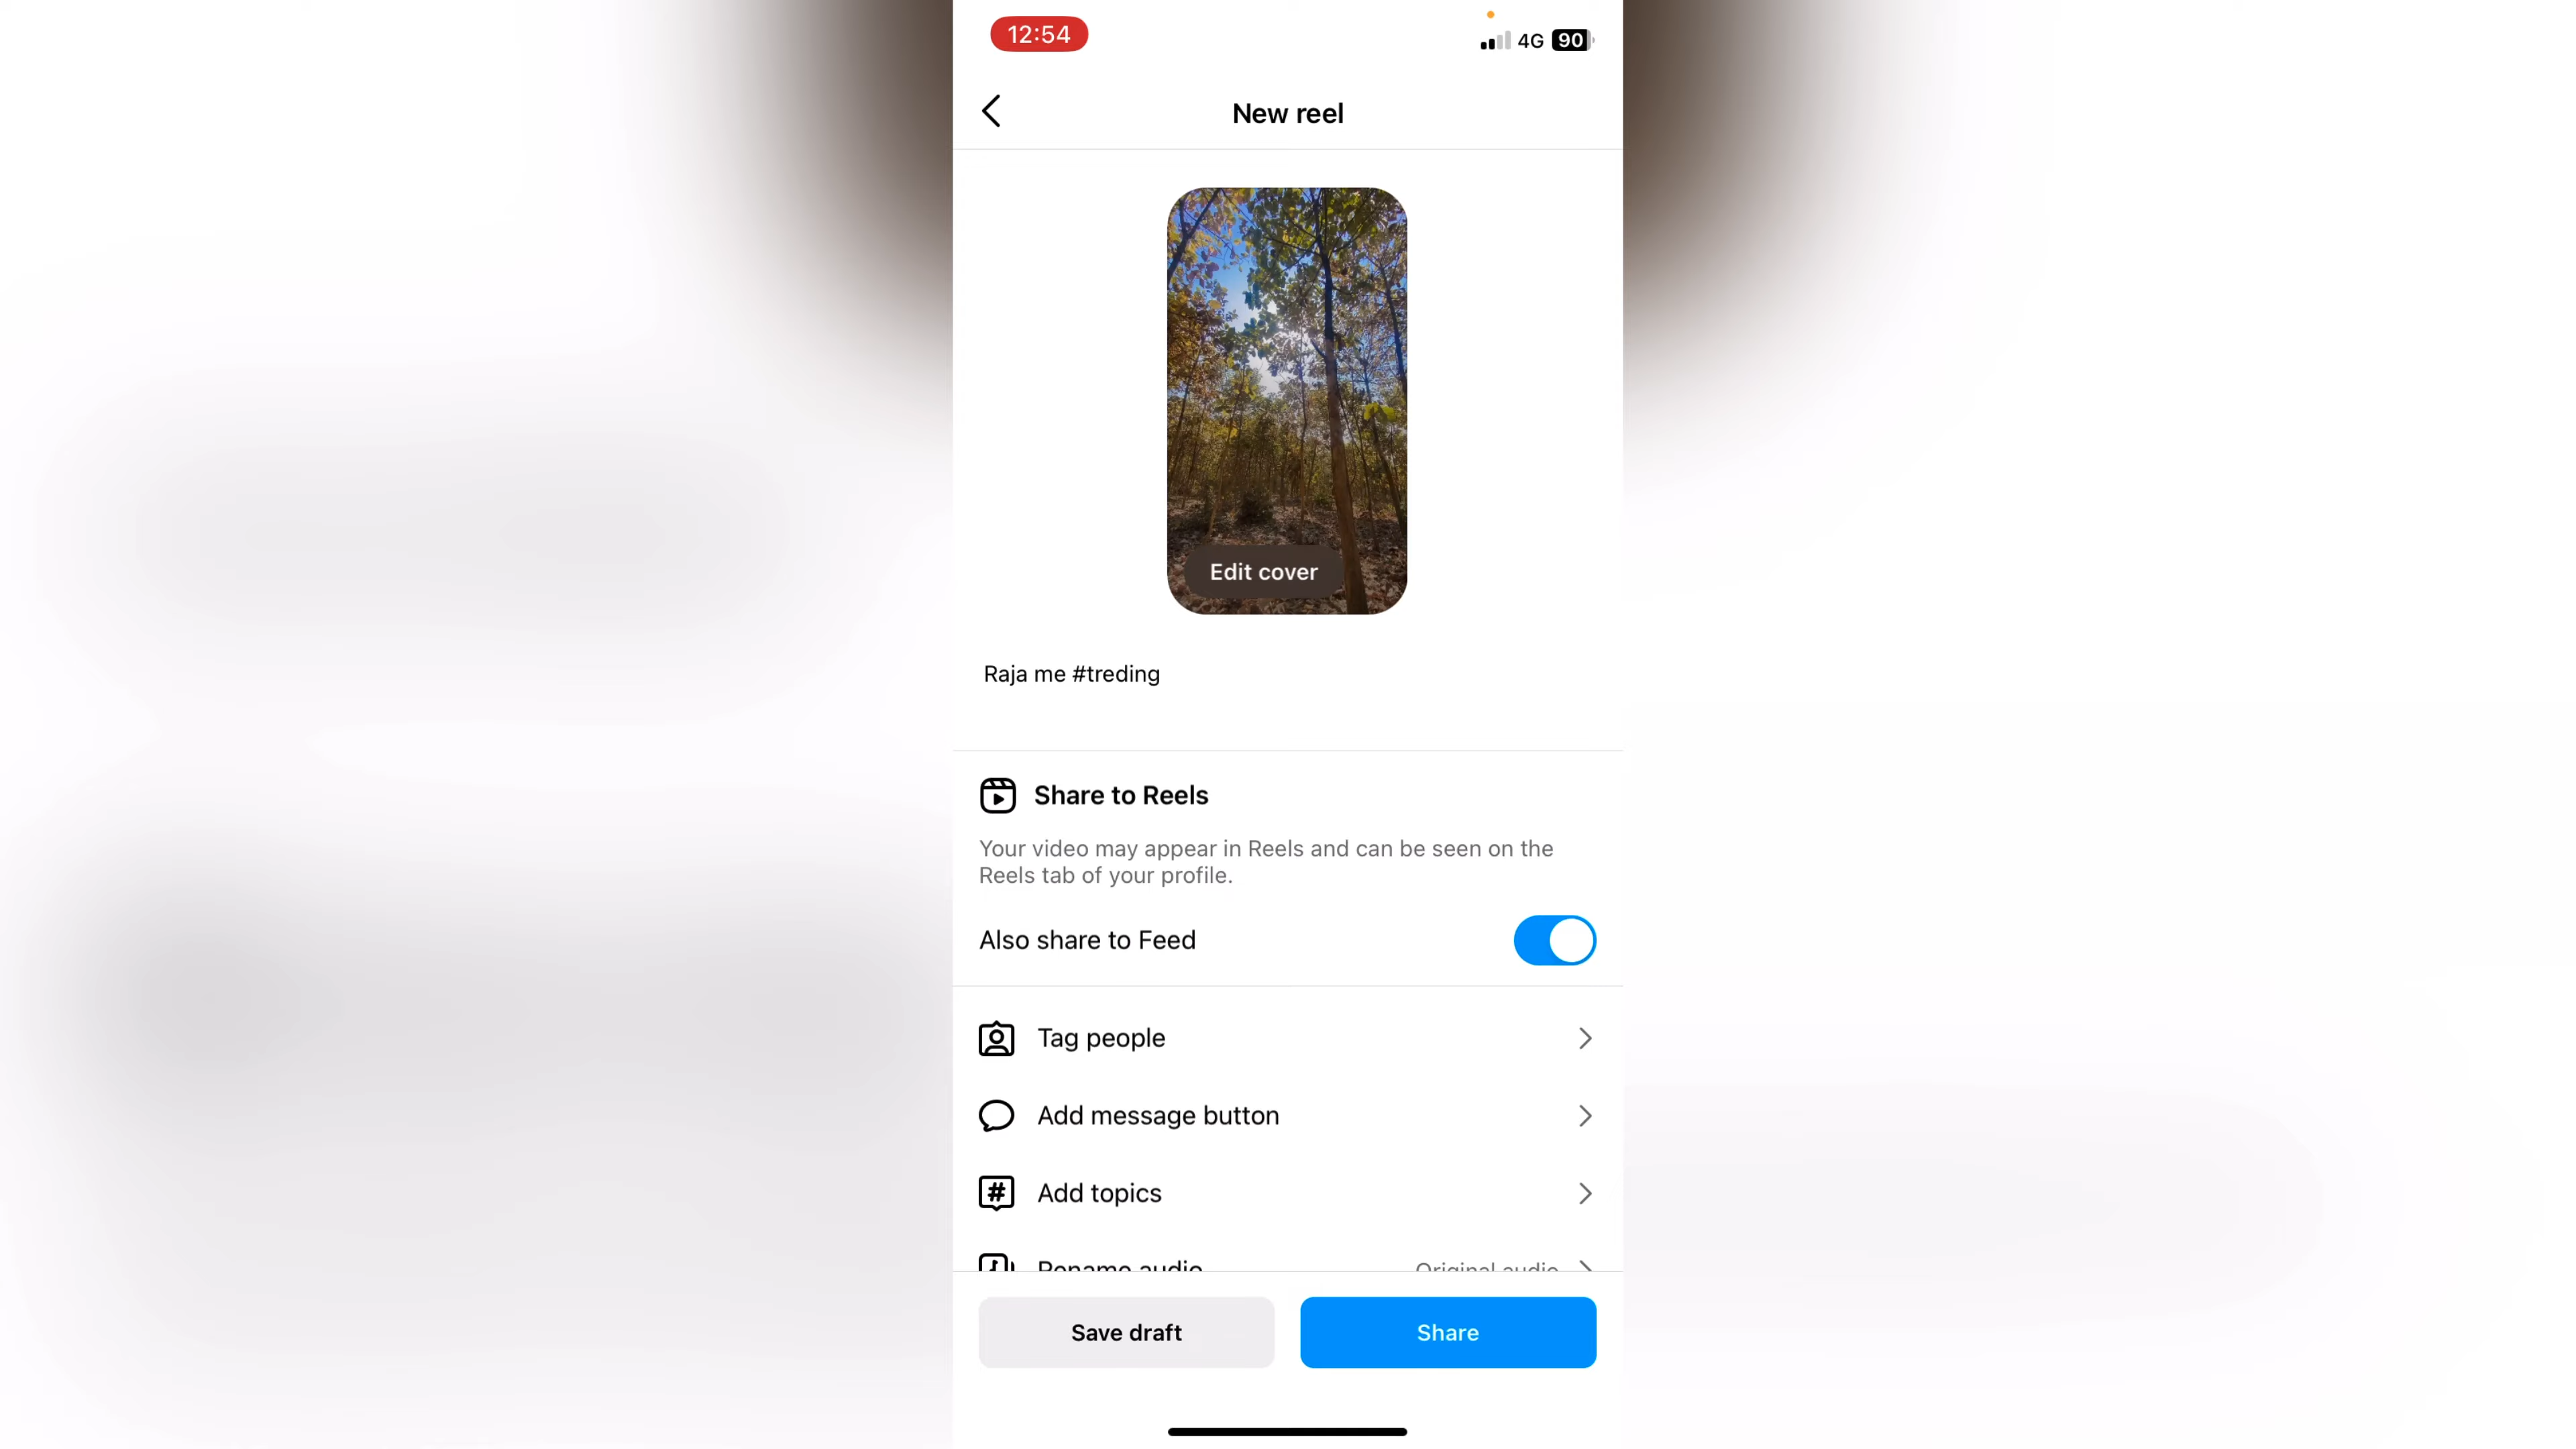 12:54
4G 90
New reel
Edit cover
Raja me #treding
Share to Reels
Your video may appear in Reels and can be seen on the
Reels tab of your profile.
Also share to Feed
Tag people
Add message button
Add topics
Rename audio Original audio
Save draft Share